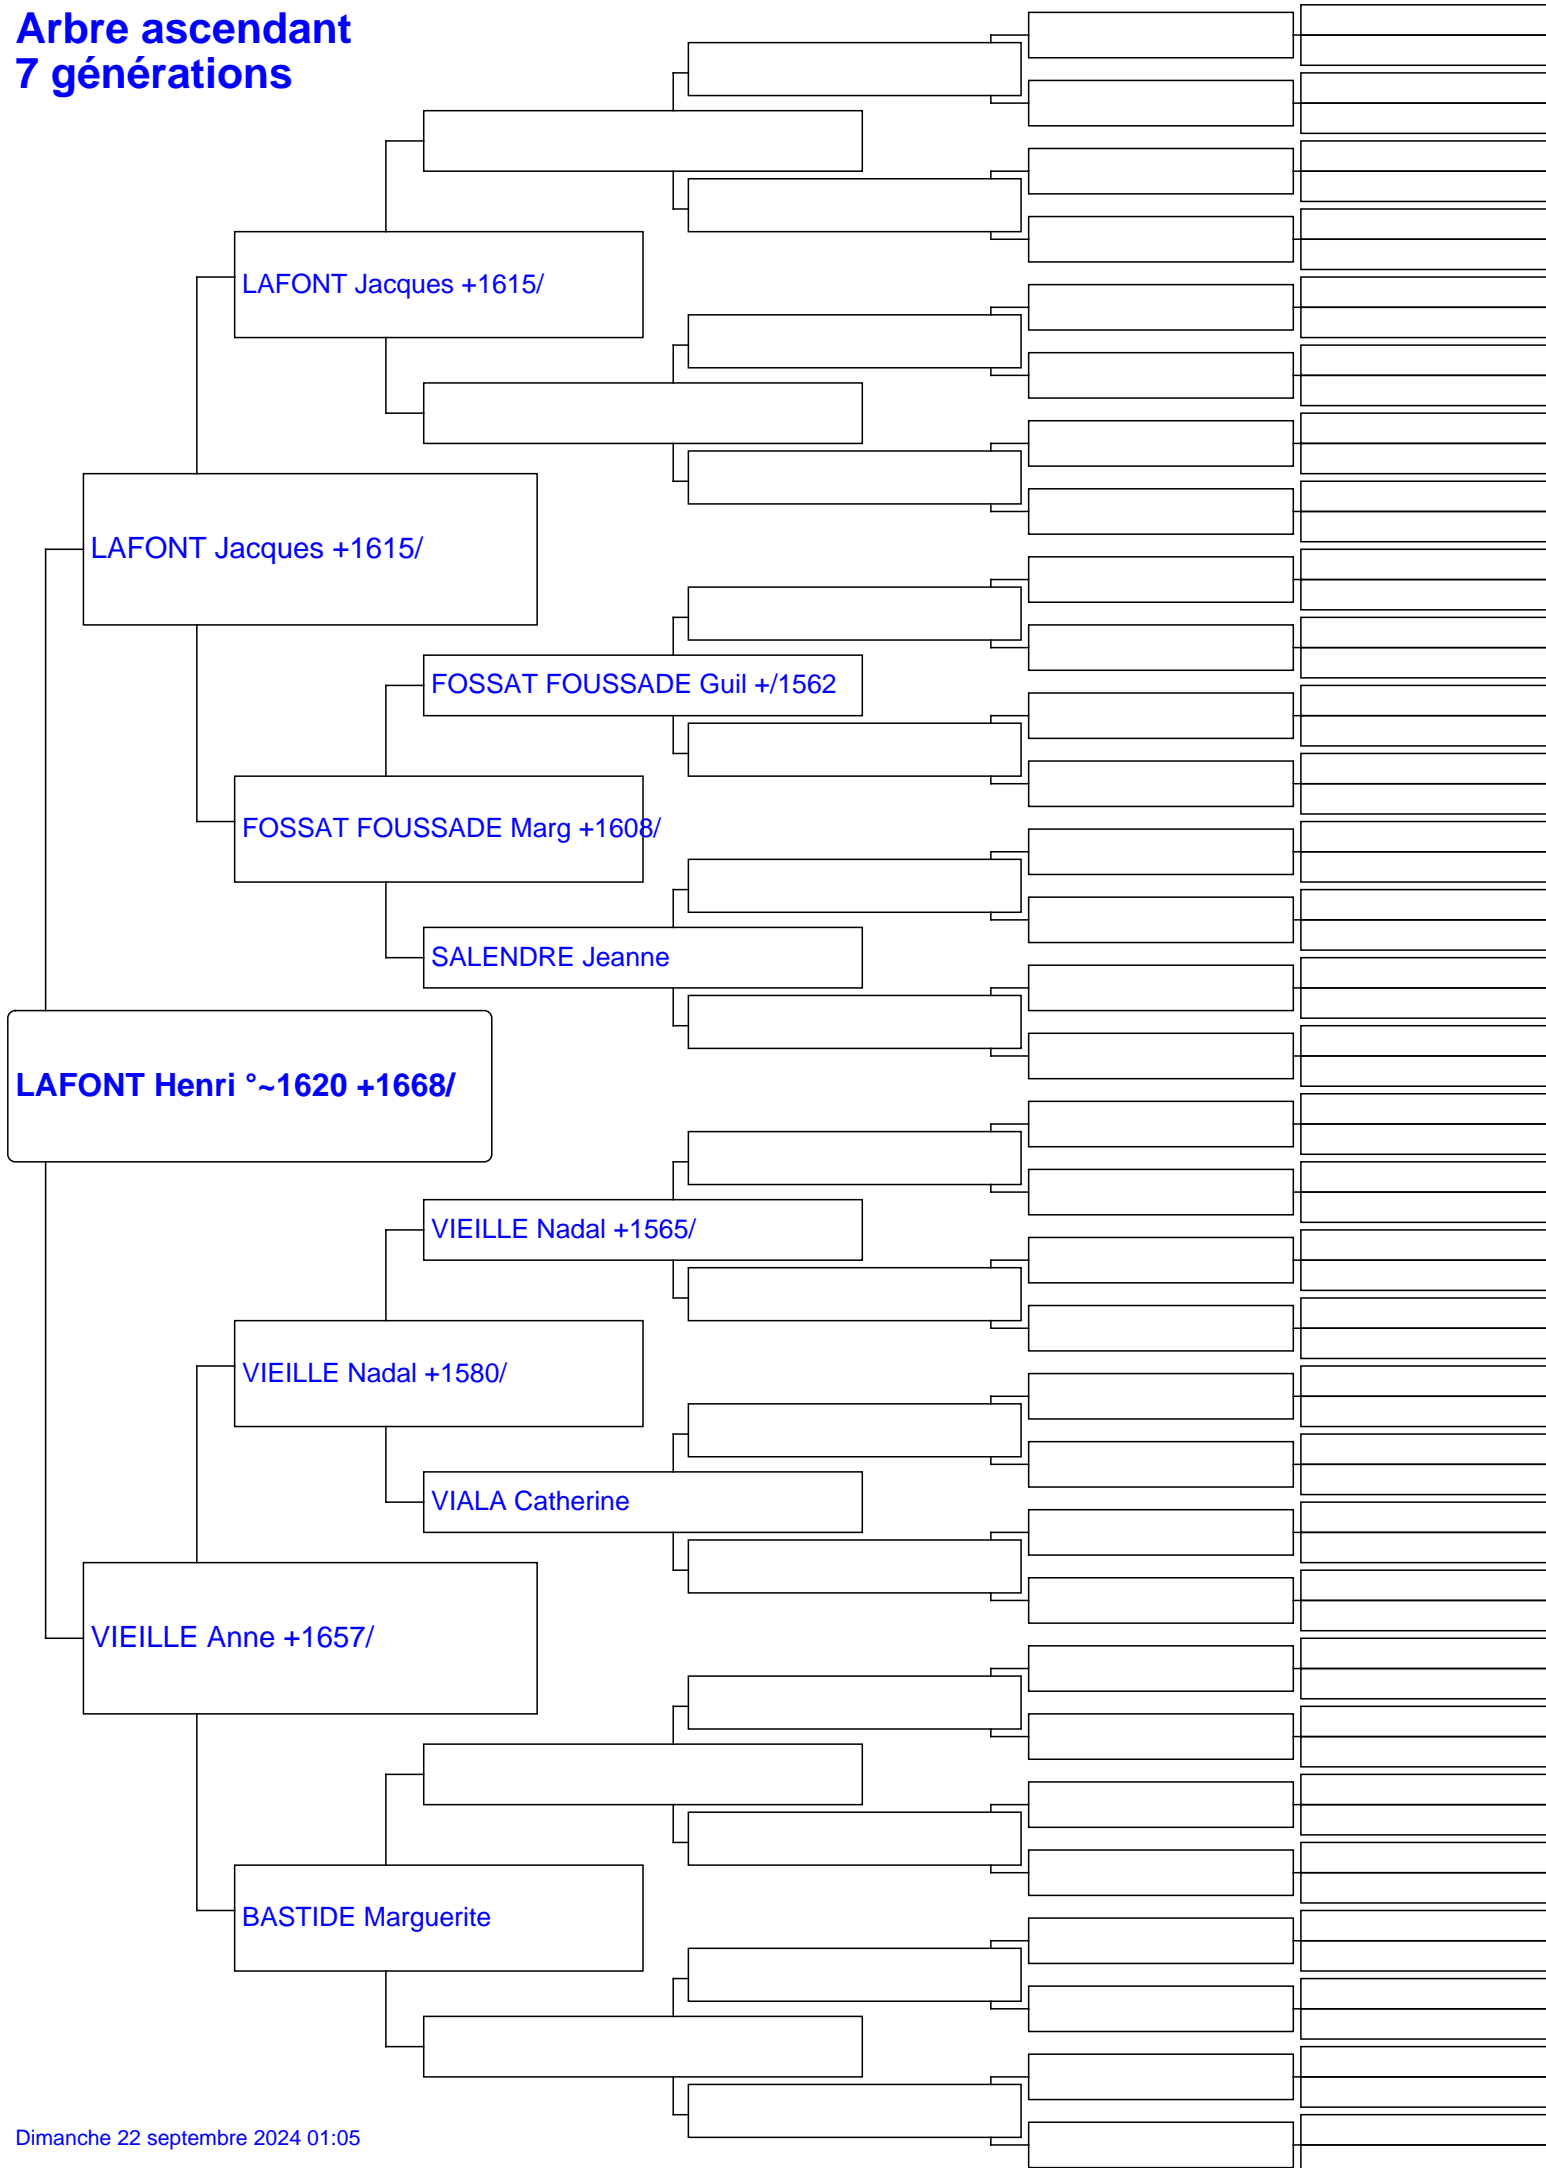 Arbre ascendant
7 générations
LAFONT Jacques +1615/
LAFONT Jacques +1615/
FOSSAT FOUSSADE Guil +/1562
FOSSAT FOUSSADE Marg +1608/
SALENDRE Jeanne
LAFONT Henri °~1620 +1668/
VIEILLE Nadal +1565/
VIEILLE Nadal +1580/
VIALA Catherine
VIEILLE Anne +1657/
BASTIDE Marguerite
Dimanche 22 septembre 2024 01:05